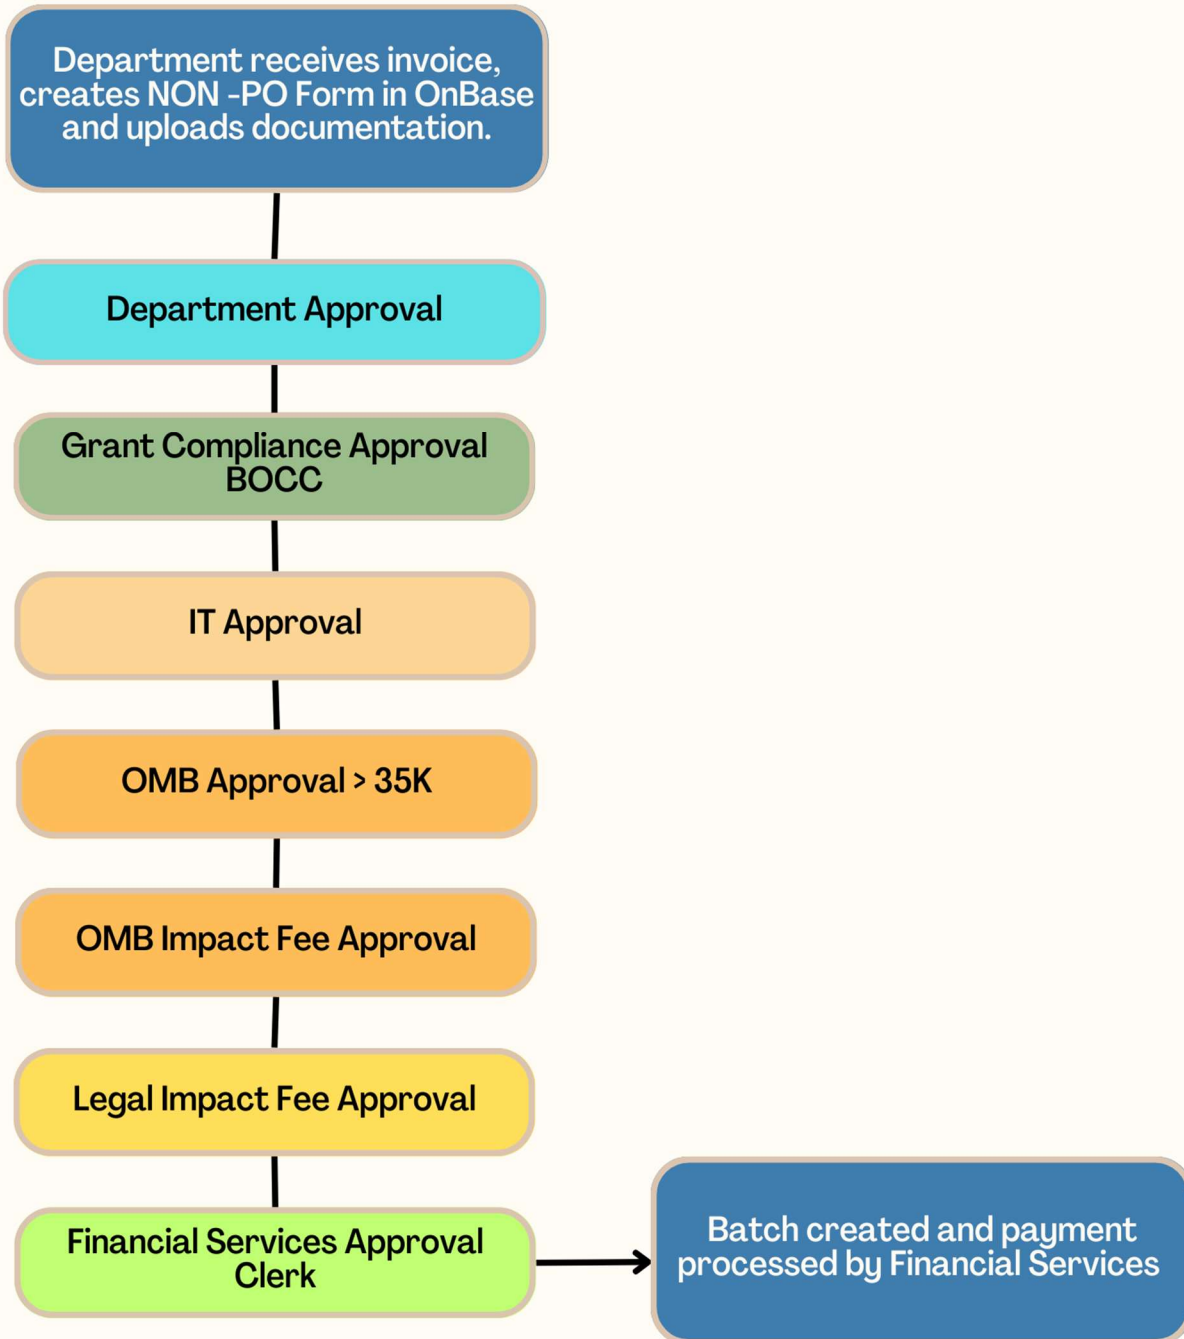 Department receives invoice,
creates NON -PO Form in OnBase
and uploads documentation.
Department Approval
Grant Compliance Approval
BOCC
IT Approval
OMB Approval > 35K
OMB Impact Fee Approval
Legal Impact Fee Approval
Financial Services Approval
Clerk
Batch created and payment
processed by Financial Services